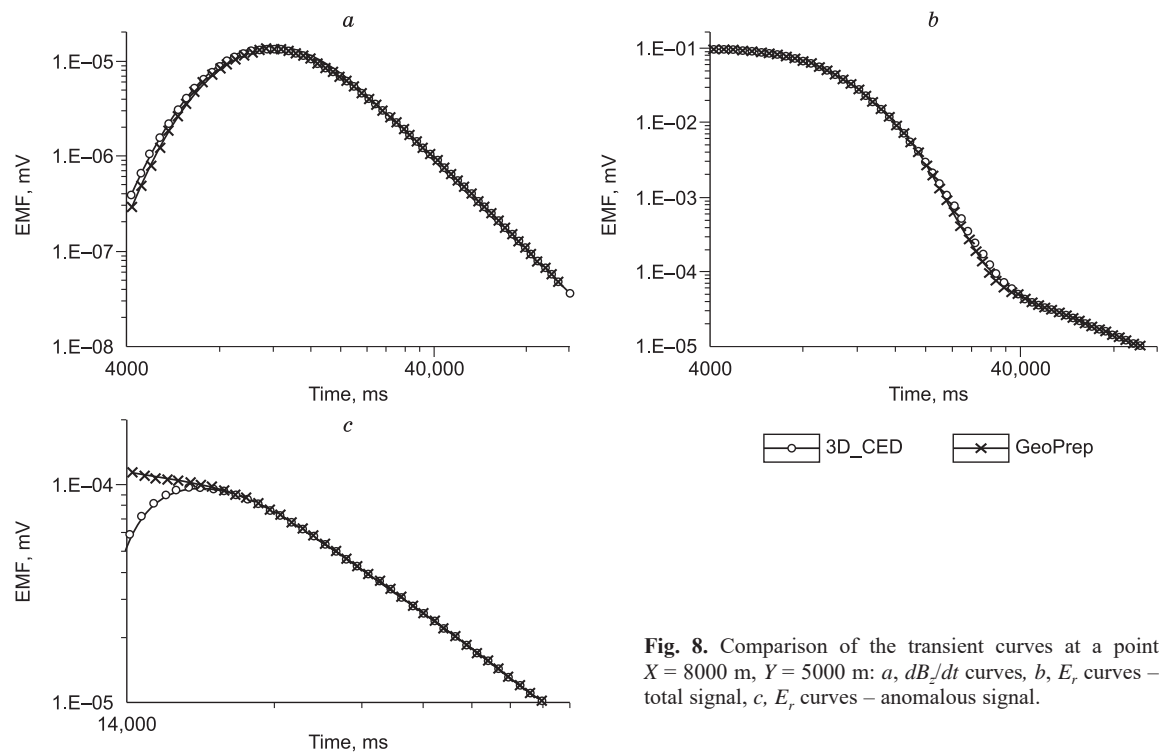 a
1.E–05
1.E–06
1.E–07
1.E–08
EMF, mV
4000
40,000
Time, ms
b
1.E–01
1.E–02
1.E–03
1.E–04
1.E–05
EMF, mV
4000
40,000
Time, ms
c
1.E–04
1.E–05
EMF, mV
14,000
Time, ms
3D_CED
GeoPrep
Fig. 8. Comparison of the transient curves at a point
X = 8000 m, Y = 5000 m: a, dBz/dt curves, b, Er curves –
total signal, c, Er curves – anomalous signal.